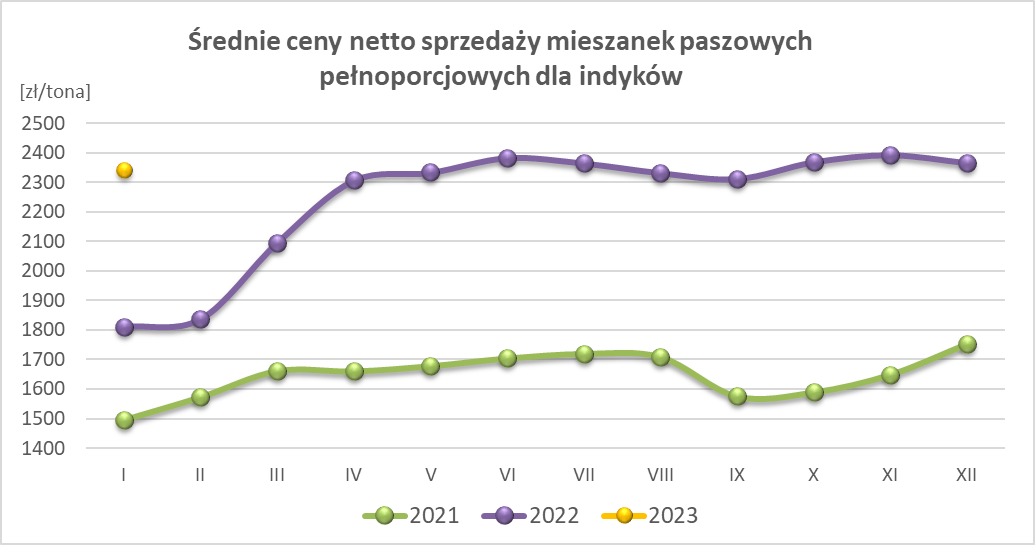 Średnie ceny netto sprzedaży mieszanek paszowych
pełnoporcjowych dla indyków
[zł/tona]
2500
2400
2300
2200
2100
2000
1900
1800
1700
1600
1500
1400
I II III IV V VI VII VIII IX X XI XII
2021 2022 2023